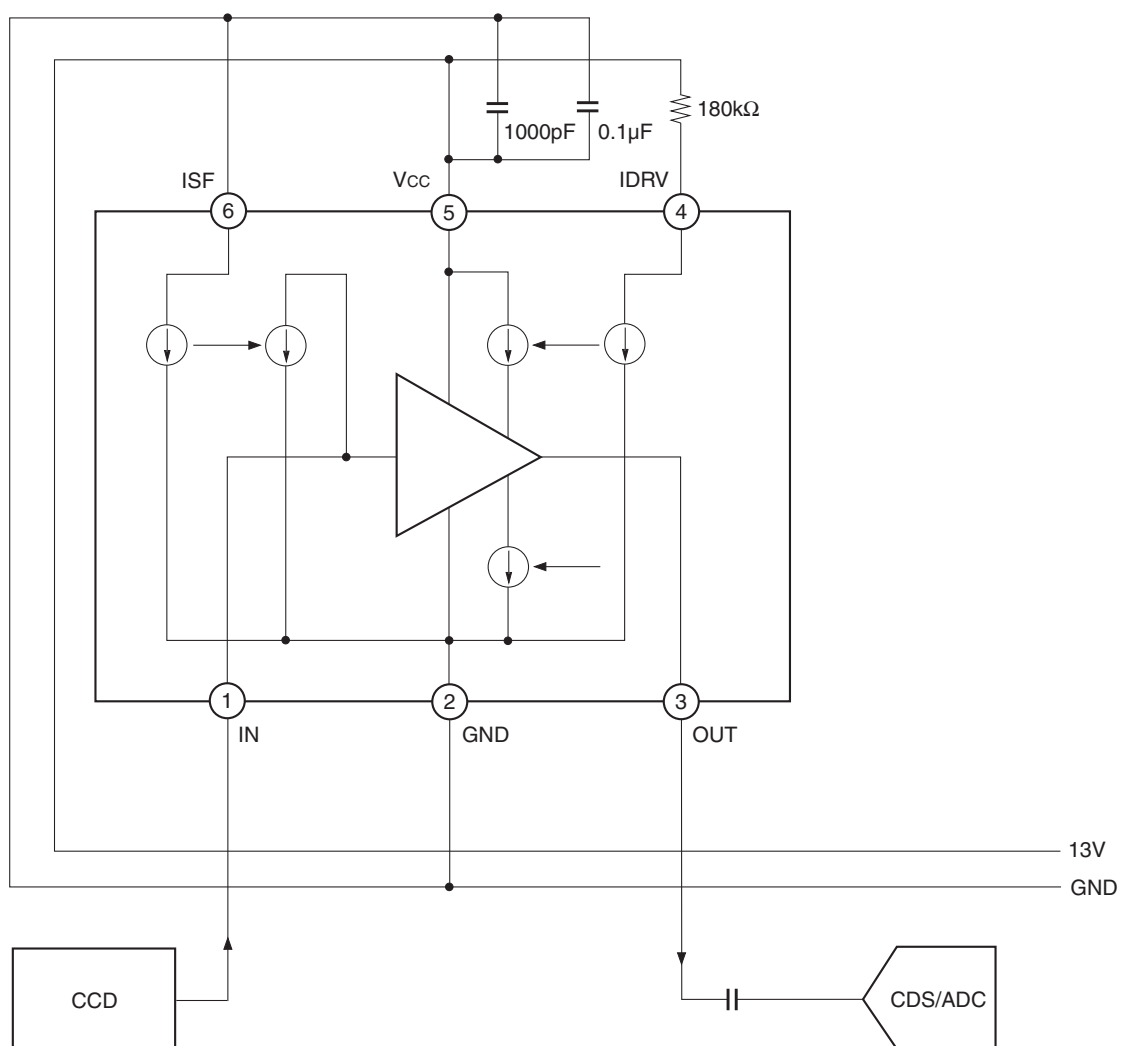 1000pF
0.1µF
180kΩ
ISF
VCC
IDRV
6
5
4
1
2
3
IN
GND
OUT
13V
GND
CCD
CDS/ADC